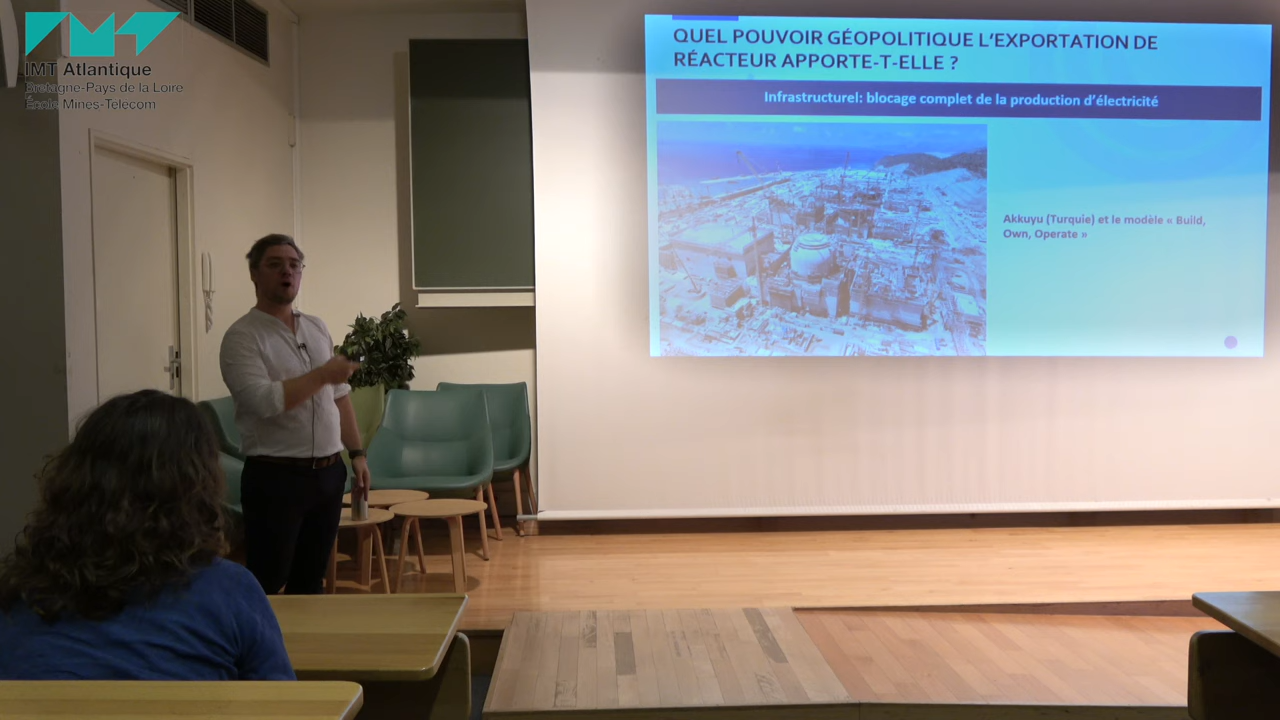 IMT Atlantique
Bretagne-Pays de la Loire
École Mines-Telecom
QUEL POUVOIR GÉOPOLITIQUE L'EXPORTATION DE
RÉACTEUR APPORTE-T-ELLE ?
Infrastructurel: blocage complet de la production d'électricité
Akkuyu (Turquie) et le modèle « Build,
Own, Operate »